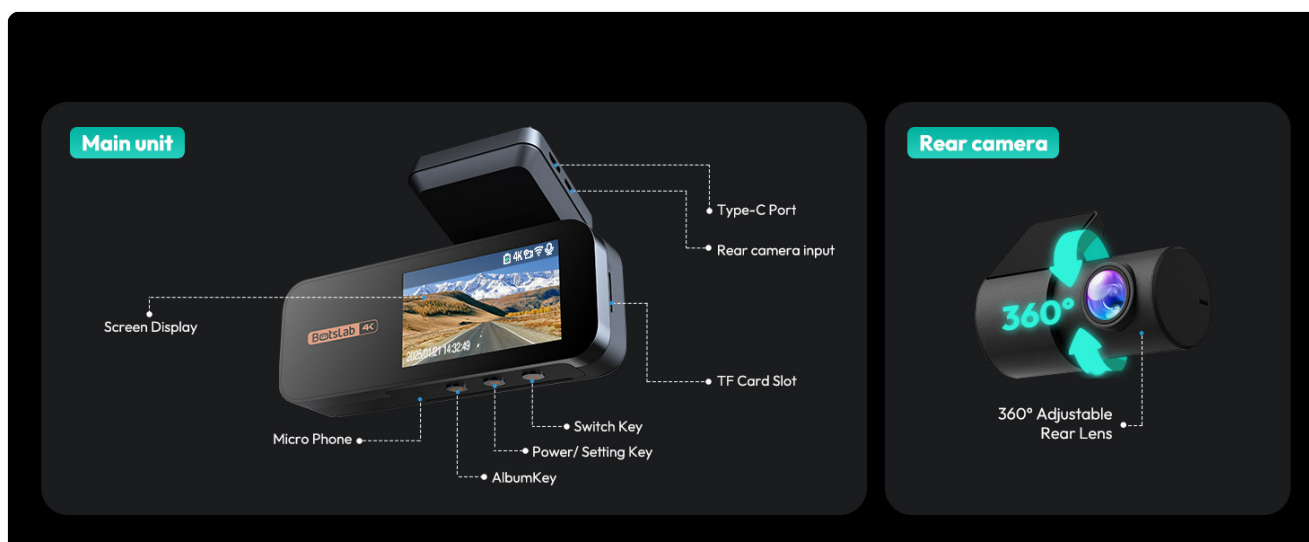 Main unit
Type-C Port
Rear camera input
4K
Screen Display
BotsLab 4K
2025/01/21 14:32:49
TF Card Slot
Switch Key
Micro Phone
Power/ Setting Key
AlbumKey
Rear camera
360°
360° Adjustable
Rear Lens